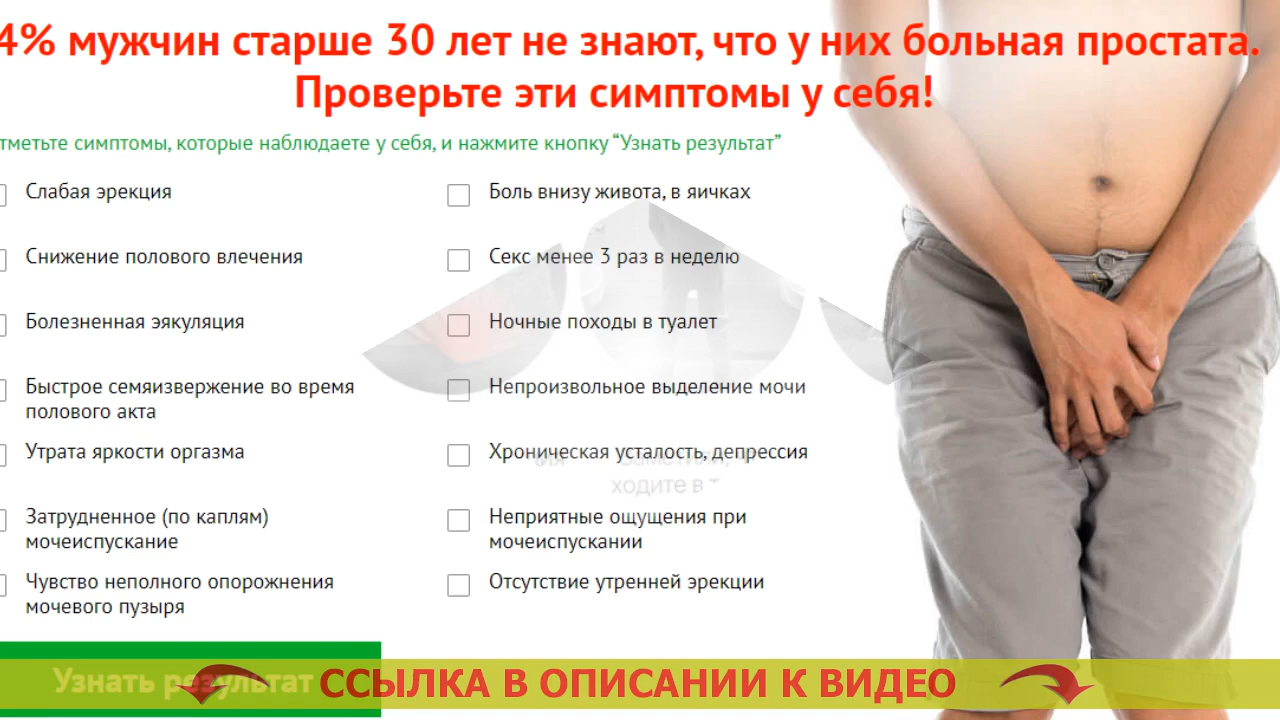 4% мужчин старше 30 лет не знают, что у них больная простата.
Проверьте эти симптомы у себя!
тметьте симптомы, которые наблюдаете у себя, и нажмите кнопку “Узнать результат”
Слабая эрекция
Боль внизу живота, в яичках
Снижение полового влечения
Секс менее 3 раз в неделю
Болезненная эякуляция
Ночные походы в туалет
Быстрое семяизвержение во время
полового акта
Непроизвольное выделение мочи
Утрата яркости оргазма
Хроническая усталость, депрессия
ходите в
Затрудненное (по каплям)
мочеиспускание
Неприятные ощущения при
мочеиспускании
Чувство неполного опорожнения
мочевого пузыря
Отсутствие утренней эрекции
Узнать результат
ССЫЛКА В ОПИСАНИИ К ВИДЕО